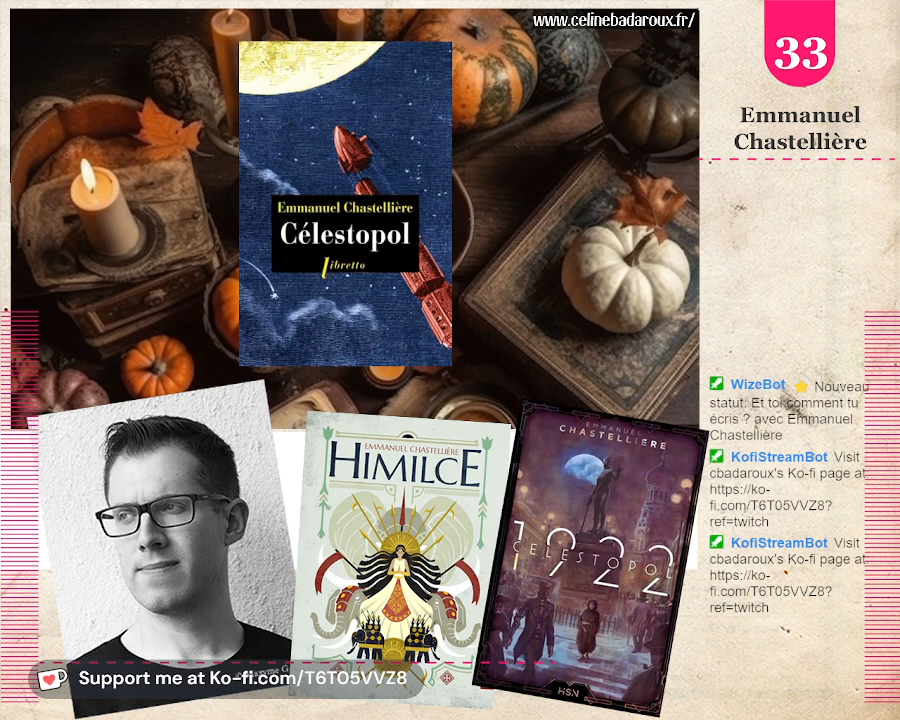 www.celinebadaroux.fr/
33
Emmanuel
Chastellière
Emmanuel Chastellière
Célestopol
libretto
WizeBot ⭐ Nouveau
statut. Et toi comment tu
écris ? avec Emmanuel
Chastellière
KofiStreamBot Visit
cbadaroux's Ko-fi page at
https://ko-
fi.com/T6T05VVZ8?
ref=twitch
KofiStreamBot Visit
cbadaroux's Ko-fi page at
https://ko-
fi.com/T6T05VVZ8?
ref=twitch
EMMANUEL CHASTELLIÈRE
HIMILCE
EMMANUEL
CHASTELLIERE
1922
CELESTOPOL
HSN
Support me at Ko-fi.com/T6T05VVZ8